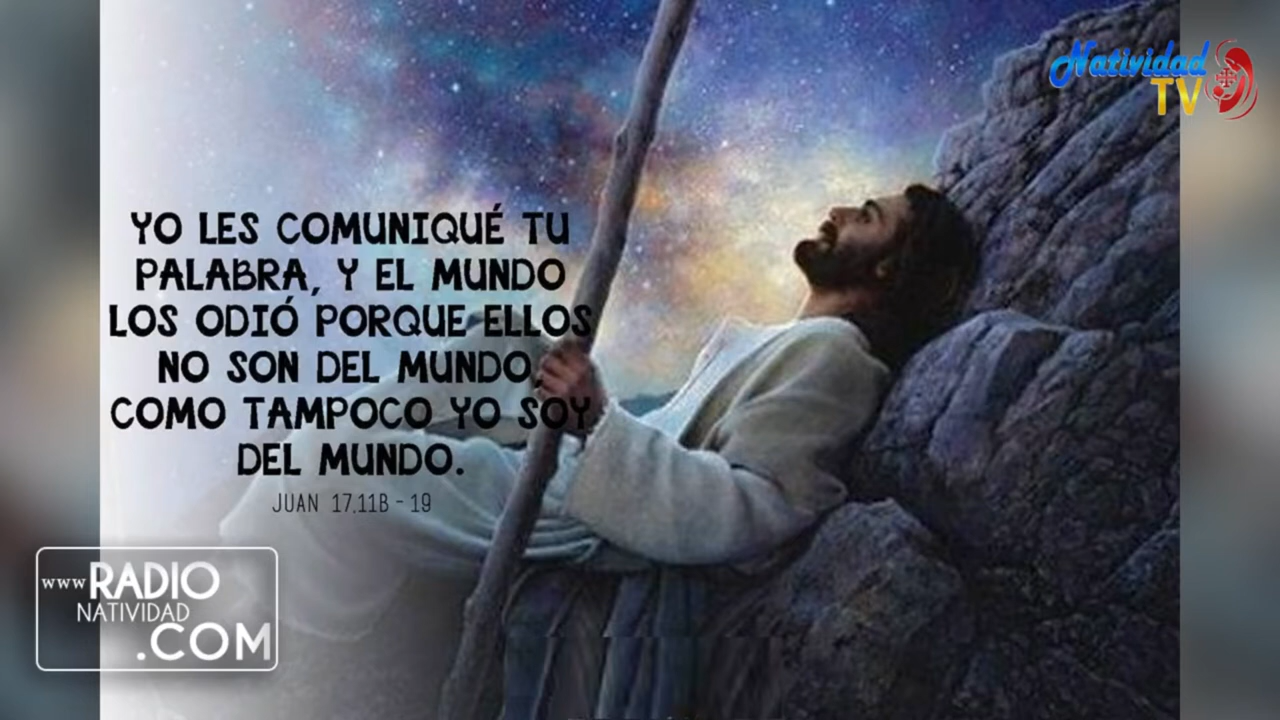 Natividad
TV
YO LES COMUNIQUÉ TU
PALABRA, Y EL MUNDO
LOS ODIÓ PORQUE ELLOS
NO SON DEL MUNDO,
COMO TAMPOCO YO SOY
DEL MUNDO.
JUAN 17,11B - 19
www RADIO
NATIVIDAD
.COM